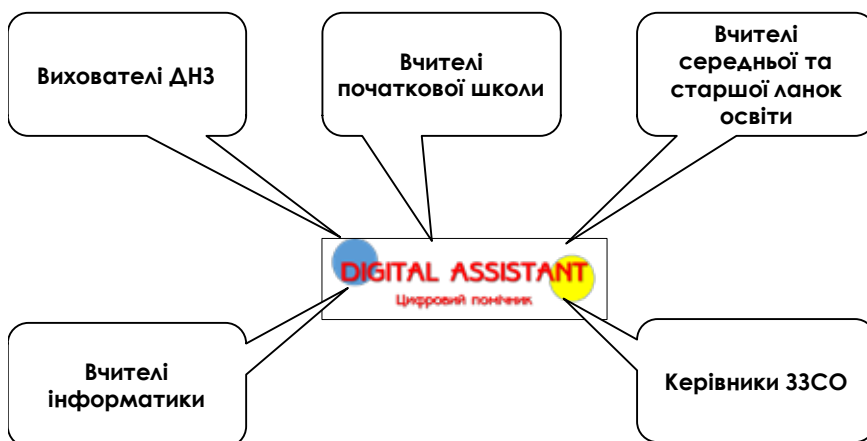 Вихователі ДНЗ
Вчителі
початкової школи
Вчителі
середньої та
старшої ланок
освіти
DIGITAL ASSISTANT
Цифровий помічник
Вчителі
інформатики
Керівники ЗЗСО